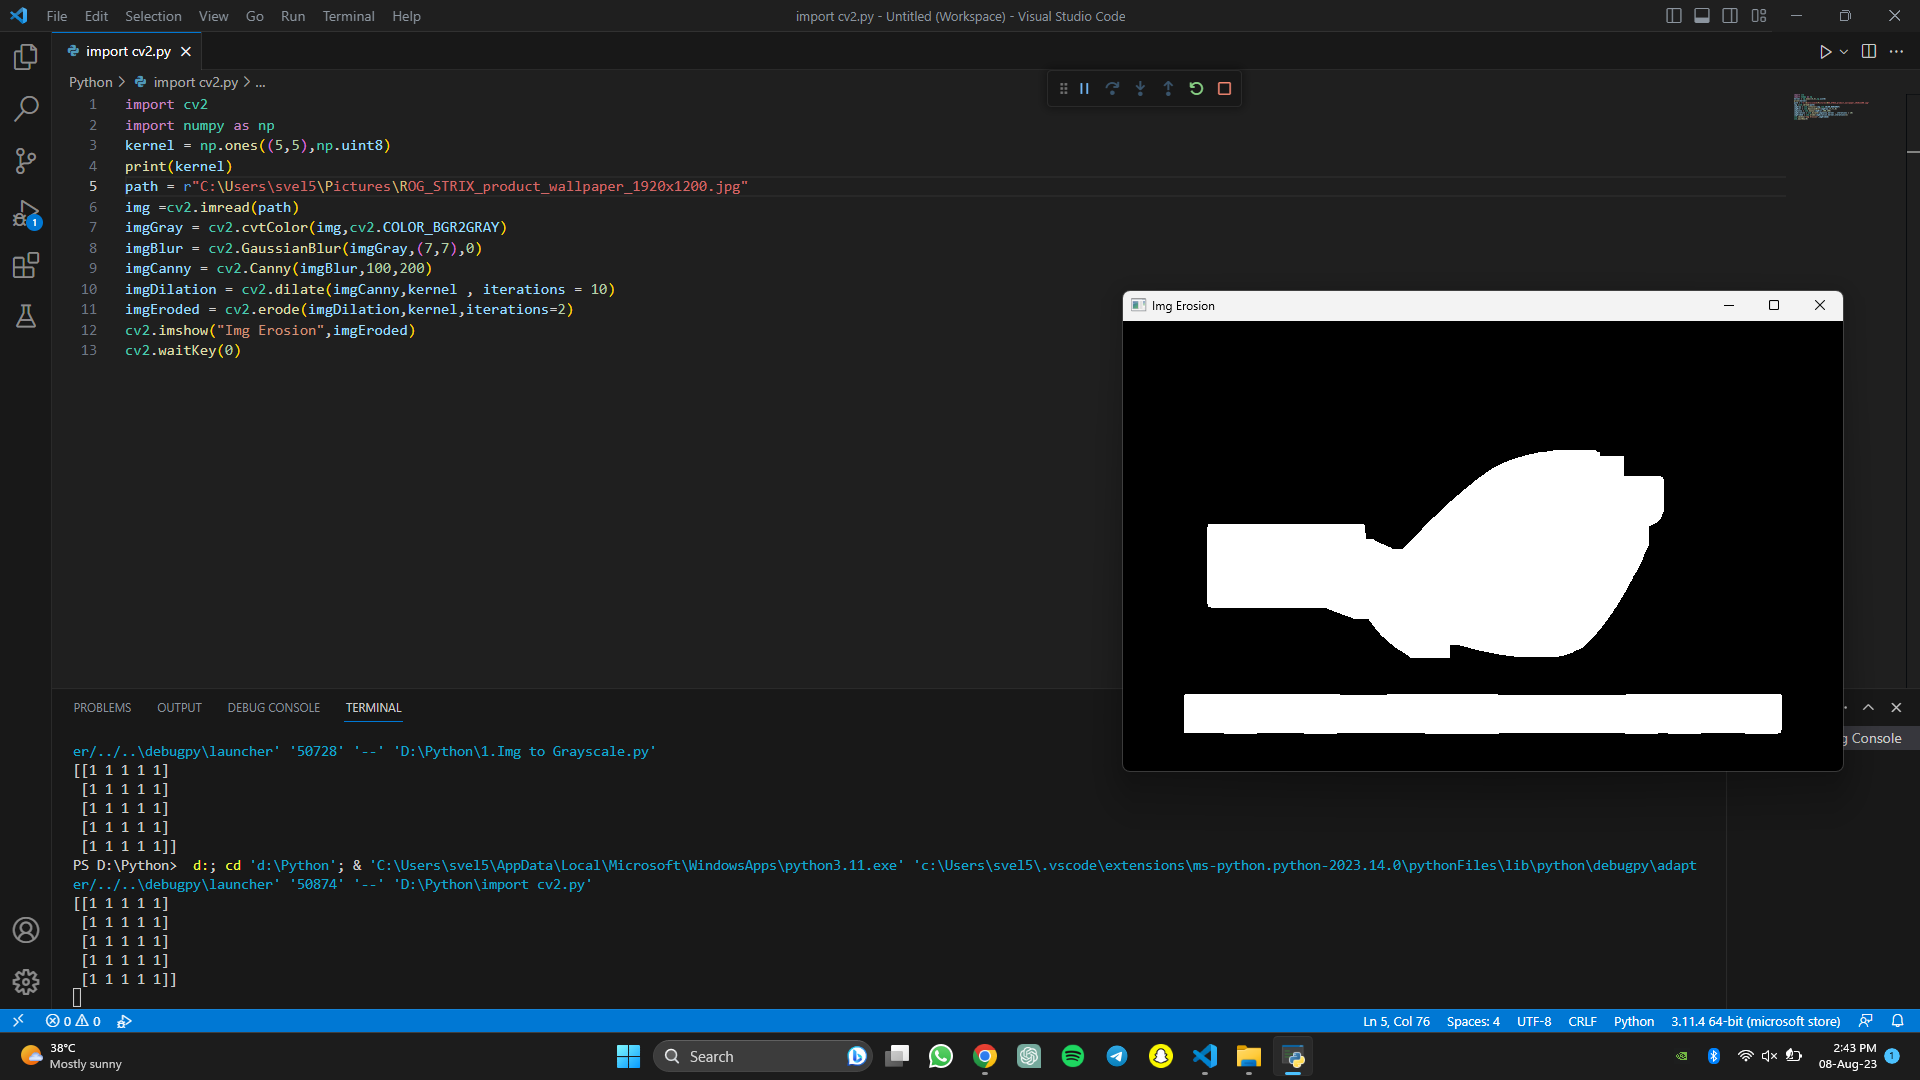 File Edit Selection View Go Run Terminal Help
import cv2.py - Untitled (Workspace) - Visual Studio Code
import cv2.py
Python > import cv2.py > ...
1 import cv2
2 import numpy as np
3 kernel = np.ones((5,5),np.uint8)
4 print(kernel)
5 path = r"C:\Users\svel5\Pictures\ROG_STRIX_product_wallpaper_1920x1200.jpg"
6 img =cv2.imread(path)
7 imgGray = cv2.cvtColor(img,cv2.COLOR_BGR2GRAY)
8 imgBlur = cv2.GaussianBlur(imgGray,(7,7),0)
9 imgCanny = cv2.Canny(imgBlur,100,200)
10 imgDilation = cv2.dilate(imgCanny,kernel , iterations = 10)
11 imgEroded = cv2.erode(imgDilation,kernel,iterations=2)
12 cv2.imshow("Img Erosion",imgEroded)
13 cv2.waitKey(0)
1
Img Erosion
PROBLEMS OUTPUT DEBUG CONSOLE TERMINAL
g Console
er/../..\debugpy\launcher' '50728' '--' 'D:\Python\1.Img to Grayscale.py'
[[1 1 1 1 1]
[1 1 1 1 1]
[1 1 1 1 1]
[1 1 1 1 1]
[1 1 1 1 1]]
PS D:\Python> d:; cd 'd:\Python'; & 'C:\Users\svel5\AppData\Local\Microsoft\WindowsApps\python3.11.exe' 'c:\Users\svel5\.vscode\extensions\ms-python.python-2023.14.0\pythonFiles\lib\python\debugpy\adapt
er/../..\debugpy\launcher' '50874' '--' 'D:\Python\import cv2.py'
[[1 1 1 1 1]
[1 1 1 1 1]
[1 1 1 1 1]
[1 1 1 1 1]
[1 1 1 1 1]]
0 0
Ln 5, Col 76 Spaces: 4 UTF-8 CRLF Python 3.11.4 64-bit (microsoft store)
38°C
Mostly sunny
Search
2:43 PM
08-Aug-23
1